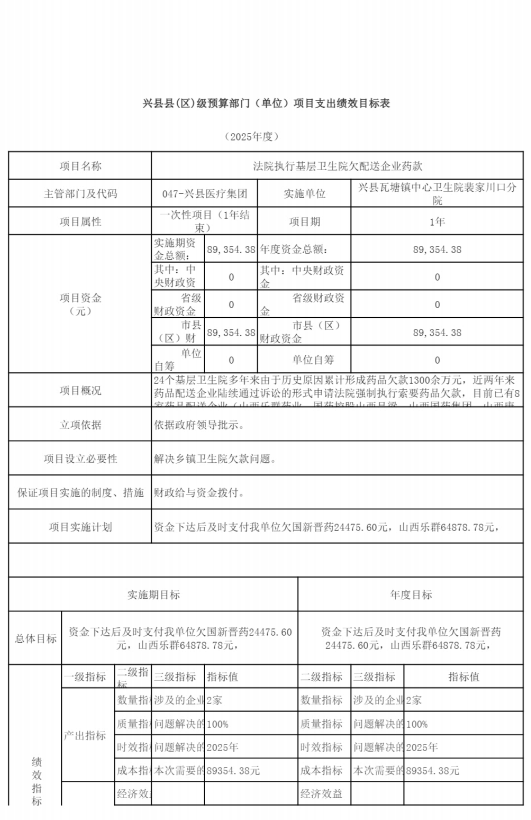 兴县县(区)级预算部门（单位）项目支出绩效目标表
（2025年度）
项目名称 法院执行基层卫生院欠配送企业药款
主管部门及代码 047-兴县医疗集团 实施单位 兴县瓦塘镇中心卫生院裴家川口分
院
项目属性 一次性项目（1年结
束） 项目期 1年
项目资金
（元）
实施期资
金总额： 89,354.38 年度资金总额： 89,354.38
其中：中
央财政资 0 其中：中央财政资
金 0
省级
财政资金 0 省级财政资
金 0
市县
（区）财 89,354.38 市县（区）
财政资金 89,354.38
单位
自筹 0 单位自筹 0
项目概况
24个基层卫生院多年来由于历史原因累计形成药品欠款1300余万元，近两年来
药品配送企业陆续通过诉讼的形式申请法院强制执行索要药品欠款，目前已有8
立项依据 依据政府领导批示。
项目设立必要性 解决乡镇卫生院欠款问题。
保证项目实施的制度、措施 财政给与资金拨付。
项目实施计划 资金下达后及时支付我单位欠国新晋药24475.60元，山西乐群64878.78元，
实施期目标 年度目标
总体目标
资金下达后及时支付我单位欠国新晋药24475.60
元，山西乐群64878.78元，
资金下达后及时支付我单位欠国新晋药
24475.60元，山西乐群64878.78元，
绩
效
指
标
一级指标 二级指
标 三级指标 指标值 二级指标 三级指标 指标值
产出指标
数量指 涉及的企业 2家 数量指标 涉及的企业 2家
质量指 问题解决的 100% 质量指标 问题解决的 100%
时效指 问题解决的 2025年 时效指标 问题解决的 2025年
成本指 本次需要的 89354.38元 成本指标 本次需要的 89354.38元
经济效 经济效益